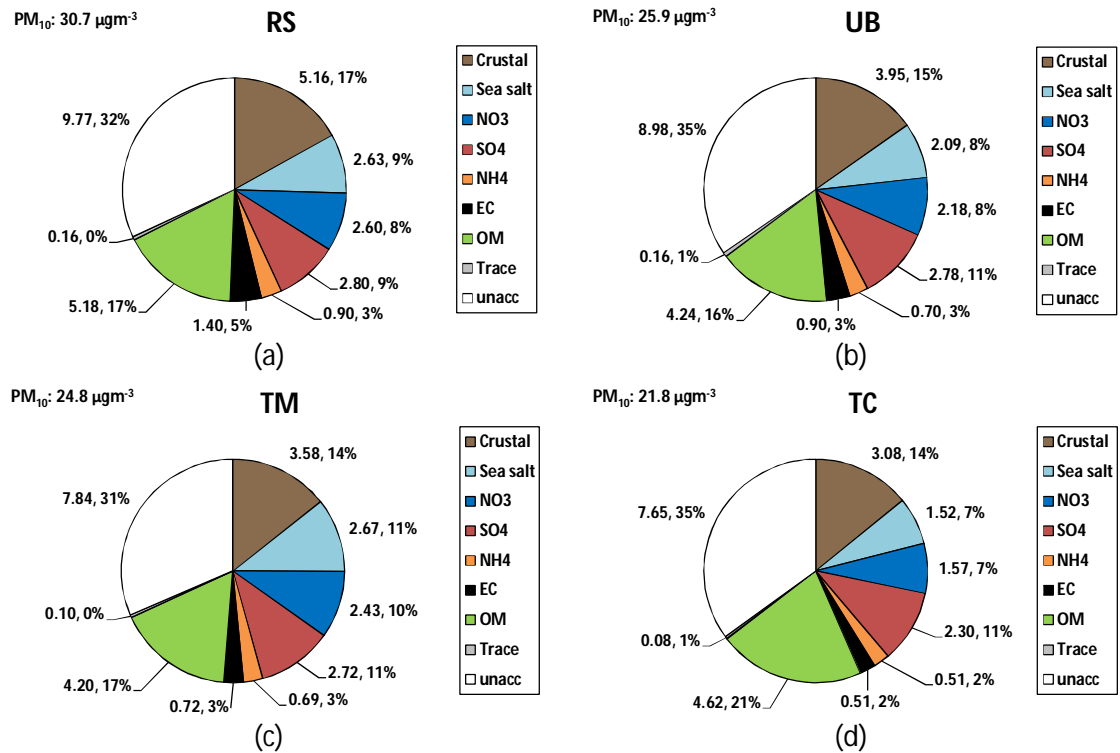 PM10: 30.7 µgm-3
RS
Crustal
Sea salt
NO3
SO4
NH4
EC
OM
Trace
unacc
5.16, 17%
2.63, 9%
2.60, 8%
2.80, 9%
0.90, 3%
1.40, 5%
5.18, 17%
0.16, 0%
9.77, 32%
(a)
PM10: 25.9 µgm-3
UB
Crustal
Sea salt
NO3
SO4
NH4
EC
OM
Trace
unacc
3.95, 15%
2.09, 8%
2.18, 8%
2.78, 11%
0.70, 3%
0.90, 3%
4.24, 16%
0.16, 1%
8.98, 35%
(b)
PM10: 24.8 µgm-3
TM
Crustal
Sea salt
NO3
SO4
NH4
EC
OM
Trace
unacc
3.58, 14%
2.67, 11%
2.43, 10%
2.72, 11%
0.69, 3%
0.72, 3%
4.20, 17%
0.10, 0%
7.84, 31%
(c)
PM10: 21.8 µgm-3
TC
Crustal
Sea salt
NO3
SO4
NH4
EC
OM
Trace
unacc
3.08, 14%
1.52, 7%
1.57, 7%
2.30, 11%
0.51, 2%
0.51, 2%
4.62, 21%
0.08, 1%
7.65, 35%
(d)